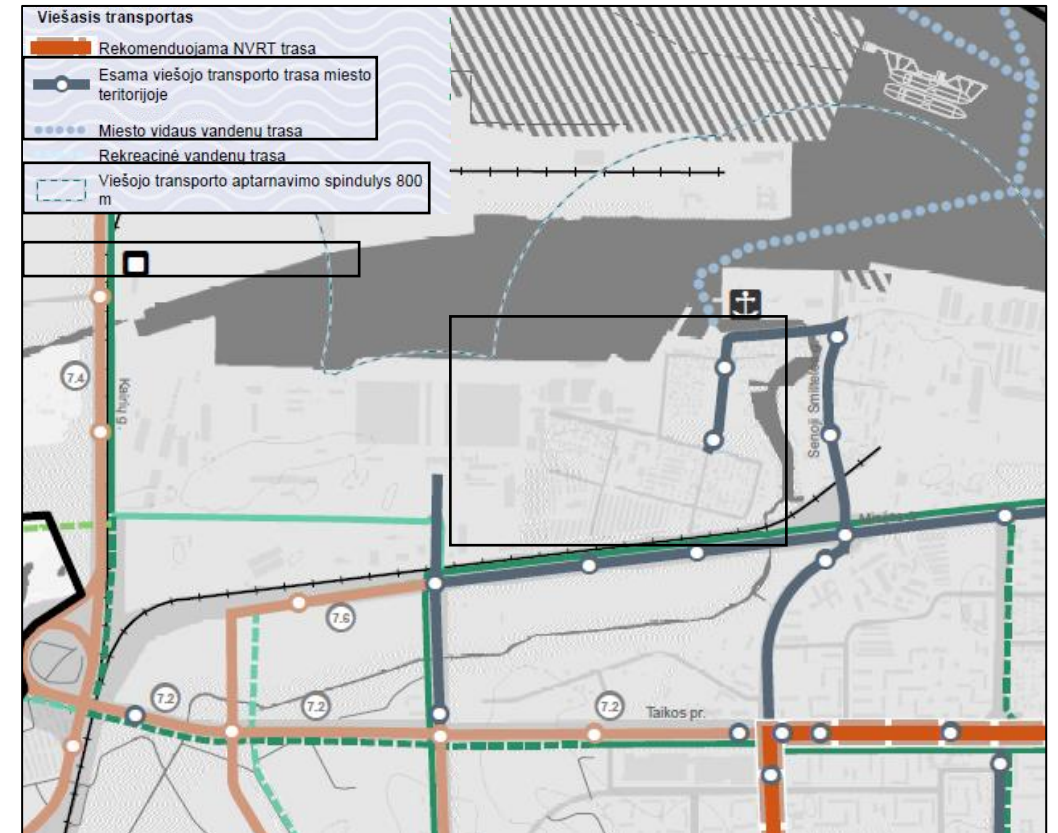 Viešasis transportas
Rekomenduojama NVRT trasa
Esama viešojo transporto trasa miesto
teritorijoje
Miesto vidaus vandenų trasa
Rekreacinė vandenų trasa
Viešojo transporto aptarnavimo spindulys 800
m
7.4
Kairių g.
Senoji Smiltelės
7.6
7.2
7.2
7.2
Taikos pr.